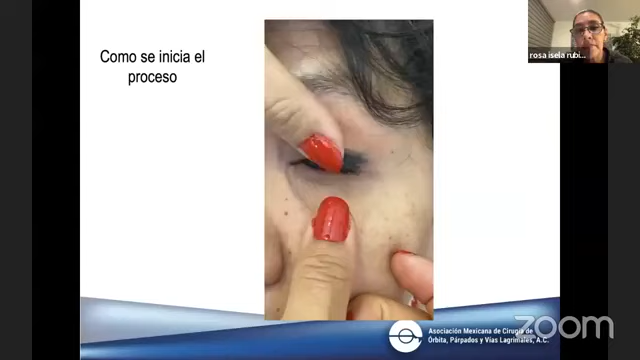 Como se inicia el
proceso
rosa isela rubi...
Asociación Mexicana de Cirugía de
Órbita, Párpados y Vías Lagrimales, A.C.
zoom